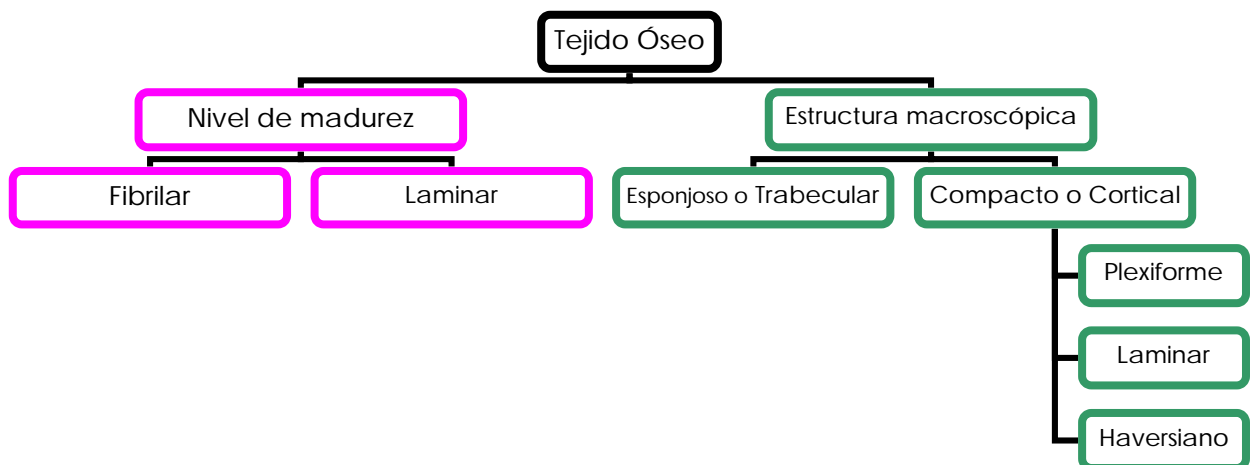 Tejido Óseo
Nivel de madurez
Estructura macroscópica
Fibrilar
Laminar
Esponjoso o Trabecular
Compacto o Cortical
Plexiforme
Laminar
Haversiano